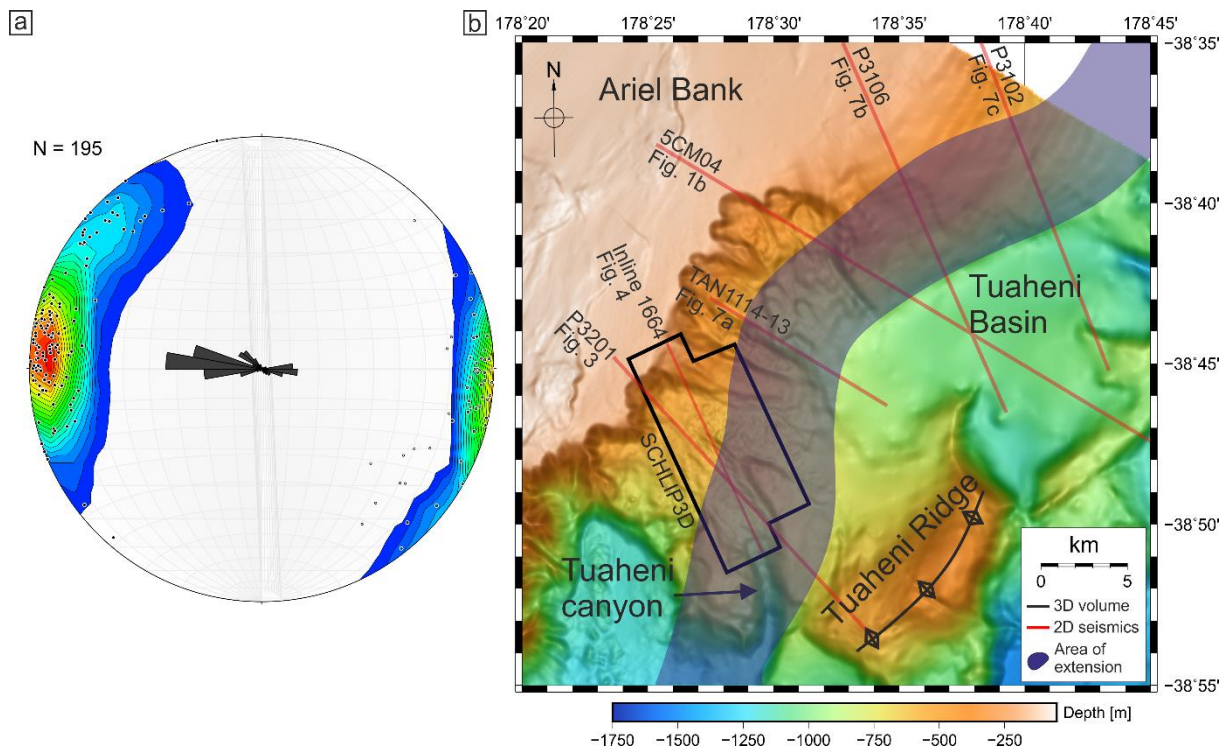 a
N = 195
b
178°20' 178°25' 178°30' 178°35' 178°40' 178°45'
−38°35'
−38°40'
−38°45'
−38°50'
−38°55'
N
Ariel Bank
P3106
Fig. 7b
P3102
Fig. 7c
5CM04
Fig. 1b
Inline 1664
Fig. 4
TAN1114-13
Fig. 7a
P3201
Fig. 3
SCHLIP3D
Tuaheni
Basin
Tuaheni Ridge
Tuaheni
canyon
km
0 5
3D volume
2D seismics
Area of
extension
Depth [m]
−1750 −1500 −1250 −1000 −750 −500 −250